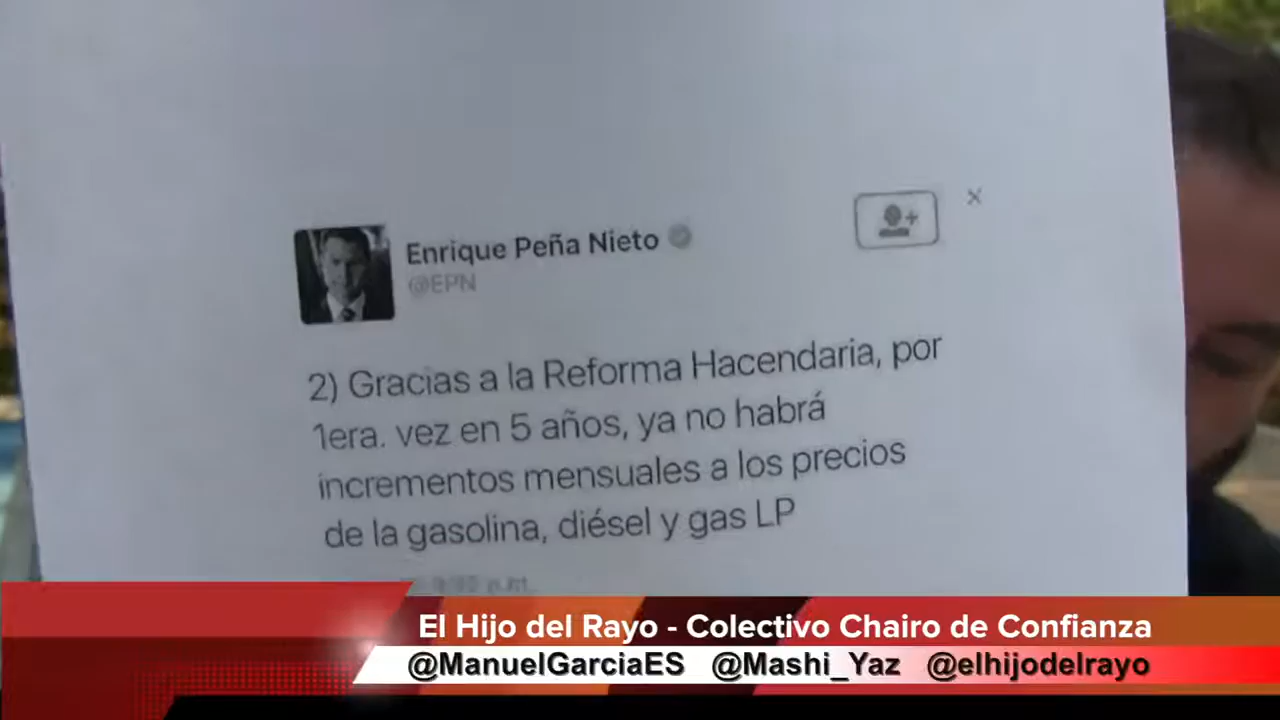 Enrique Peña Nieto
@EPN
2) Gracias a la Reforma Hacendaria, por
1era. vez en 5 años, ya no habrá
incrementos mensuales a los precios
de la gasolina, diésel y gas LP
p.m.
El Hijo del Rayo - Colectivo Chairo de Confianza
@ManuelGarciaES @Mashi_Yaz @elhijodelrayo